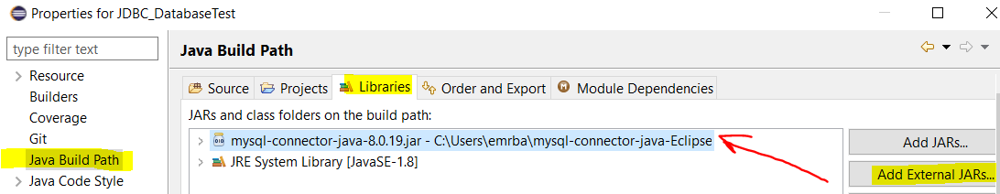 Properties for JDBC_DatabaseTest
type filter text
Resource
Builders
Coverage
Git
Java Build Path
Java Code Style
Java Build Path
Source Projects Libraries Order and Export Module Dependencies
JARs and class folders on the build path:
mysql-connector-java-8.0.19.jar - C:\Users\emrba\mysql-connector-java-Eclipse
JRE System Library [JavaSE-1.8]
Add JARs...
Add External JARs...